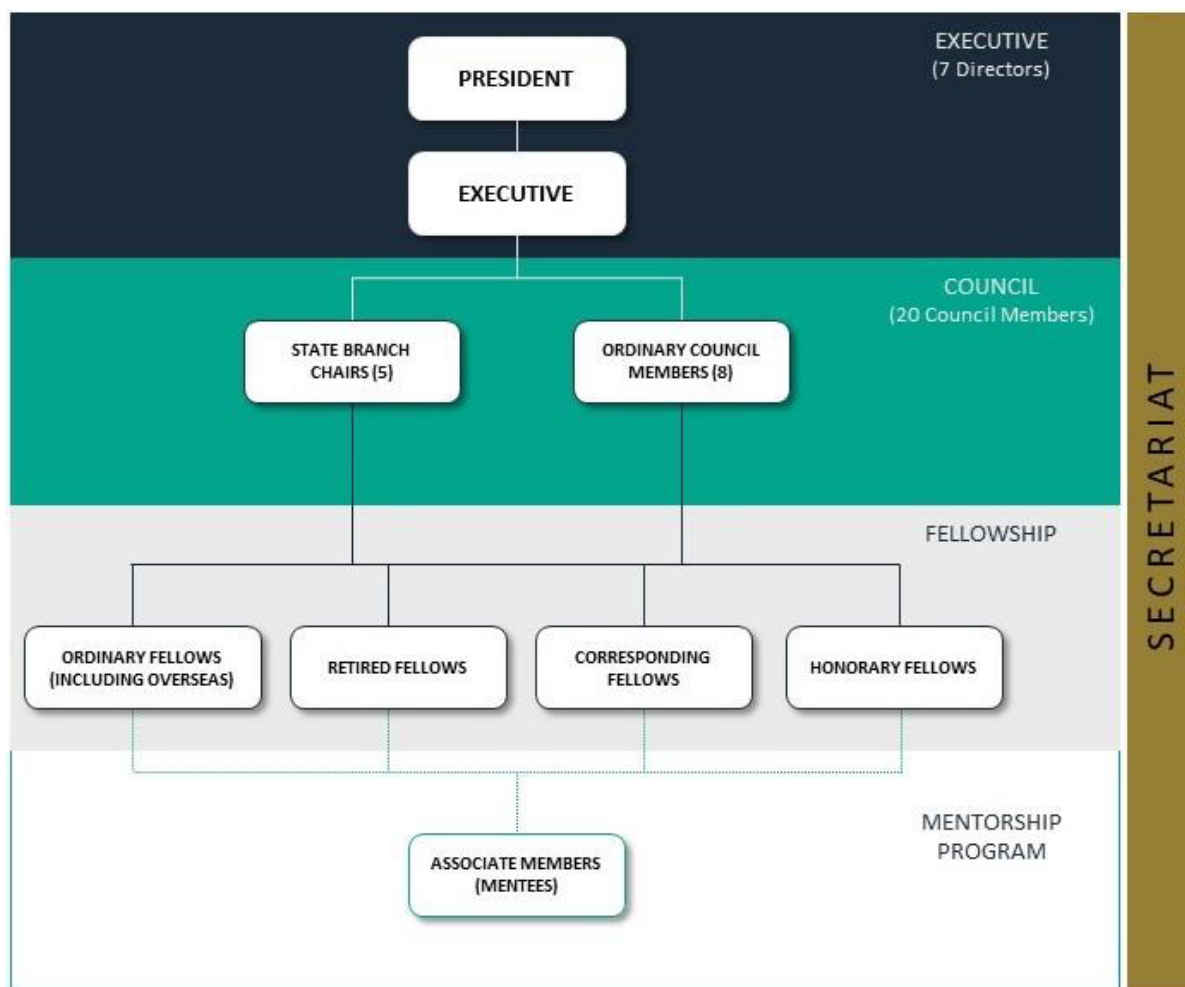 EXECUTIVE
(7 Directors)
PRESIDENT
EXECUTIVE
COUNCIL
(20 Council Members)
STATE BRANCH
CHAIRS (5)
ORDINARY COUNCIL
MEMBERS (8)
FELLOWSHIP
ORDINARY FELLOWS
(INCLUDING OVERSEAS)
RETIRED FELLOWS
CORRESPONDING
FELLOWS
HONORARY FELLOWS
MENTORSHIP
PROGRAM
ASSOCIATE MEMBERS
(MENTEES)
SECRETARIAT